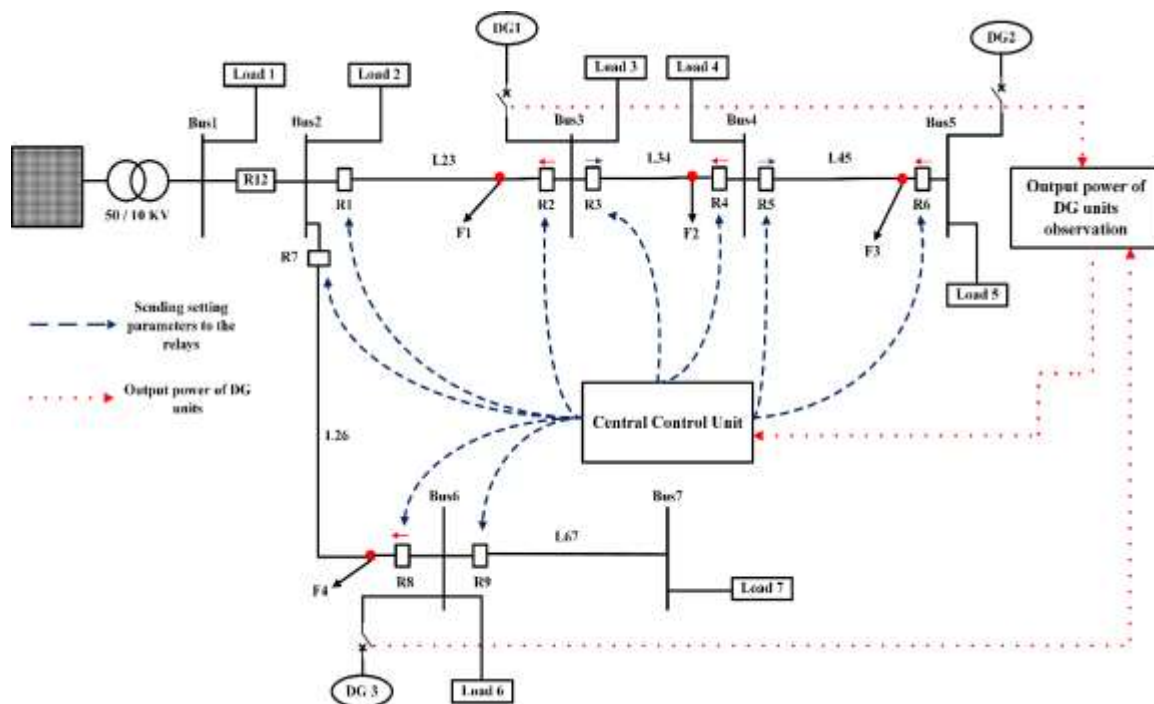 DG1
DG2
Load 1
Load 2
Load 3
Load 4
Bus1
Bus2
Bus3
Bus4
Bus5
L23
L34
L45
R12
50 / 10 KV
R1
R2
R3
R4
R5
R6
F1
F2
F3
Output power of
DG units
observation
R7
Load 5
Sending setting
parameters to the
relays
Output power of DG
units
Central Control Unit
L26
Bus6
Bus7
L67
F4
R8
R9
Load 7
DG 3
Load 6